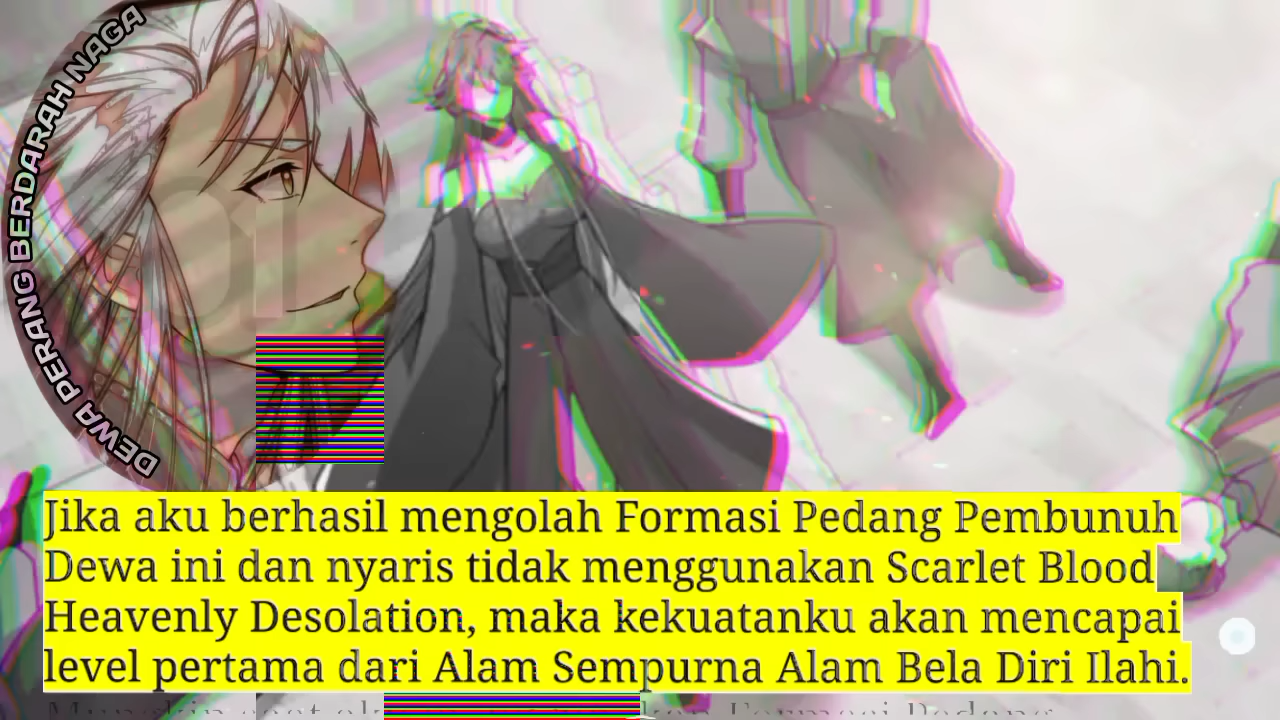 DEWA PERANG BERDARAH NAGA
Jika aku berhasil mengolah Formasi Pedang Pembunuh
Dewa ini dan nyaris tidak menggunakan Scarlet Blood
Heavenly Desolation, maka kekuatanku akan mencapai
level pertama dari Alam Sempurna Alam Bela Diri Ilahi.